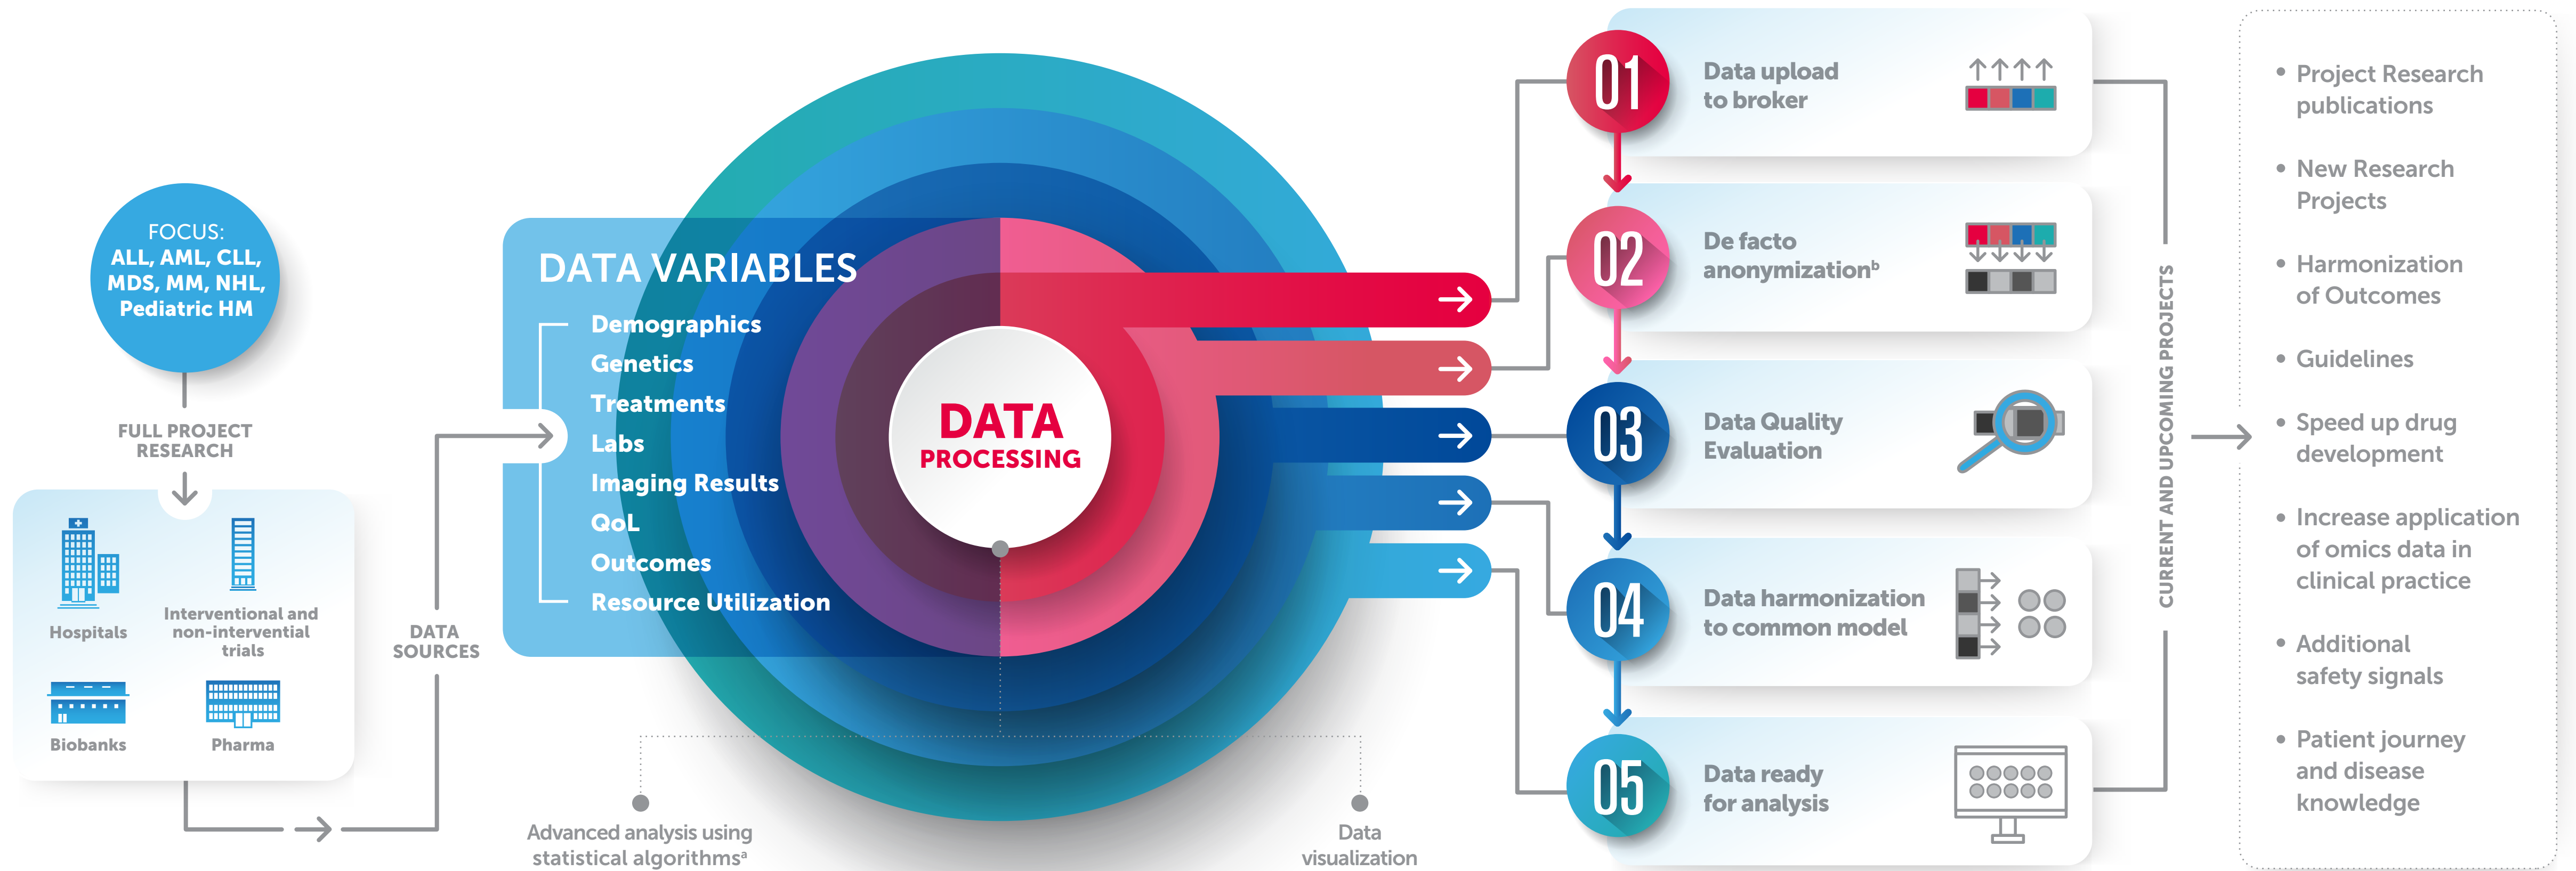 FOCUS:
ALL, AML, CLL,
MDS, MM, NHL,
Pediatric HM
FULL PROJECT
RESEARCH
Hospitals
Interventional and
non-intervential
trials
Biobanks
Pharma
DATA
SOURCES
DATA VARIABLES
Demographics
Genetics
Treatments
Labs
Imaging Results
QoL
Outcomes
Resource Utilization
DATA
PROCESSING
Advanced analysis using
statistical algorithmsᵃ
Data
visualization
01
Data upload
to broker
02
De facto
anonymizationᵇ
03
Data Quality
Evaluation
04
Data harmonization
to common model
05
Data ready
for analysis
CURRENT AND UPCOMING PROJECTS
• Project Research
publications
• New Research
Projects
• Harmonization
of Outcomes
• Guidelines
• Speed up drug
development
• Increase application
of omics data in
clinical practice
• Additional
safety signals
• Patient journey
and disease
knowledge